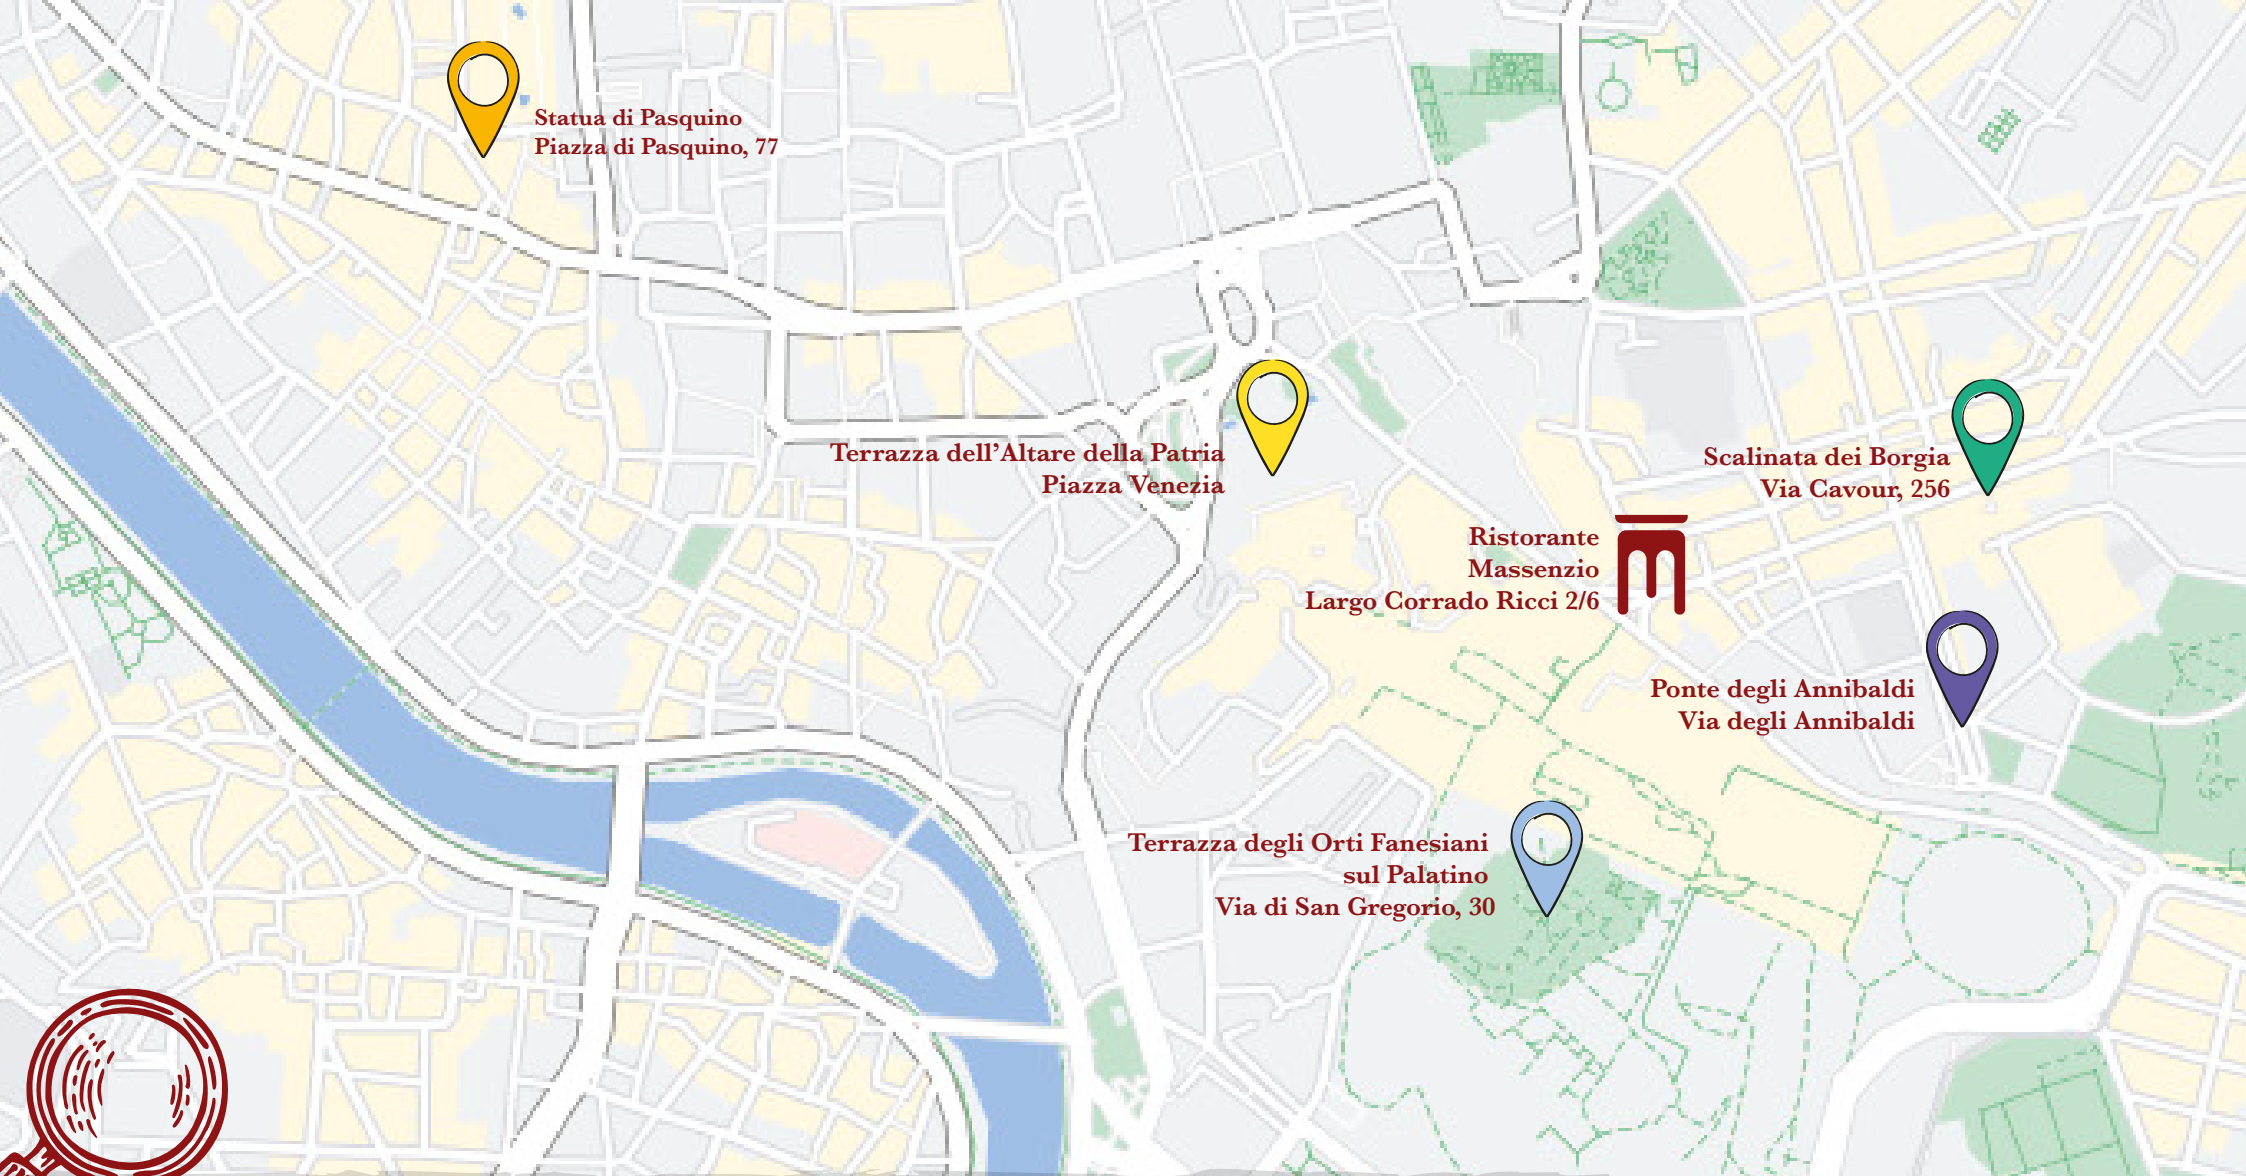 Statua di Pasquino
Piazza di Pasquino, 77
Terrazza dell’Altare della Patria
Piazza Venezia
Scalinata dei Borgia
Via Cavour, 256
Ristorante
Massenzio
Largo Corrado Ricci 2/6
Ponte degli Annibaldi
Via degli Annibaldi
Terrazza degli Orti Fanesiani
sul Palatino
Via di San Gregorio, 30